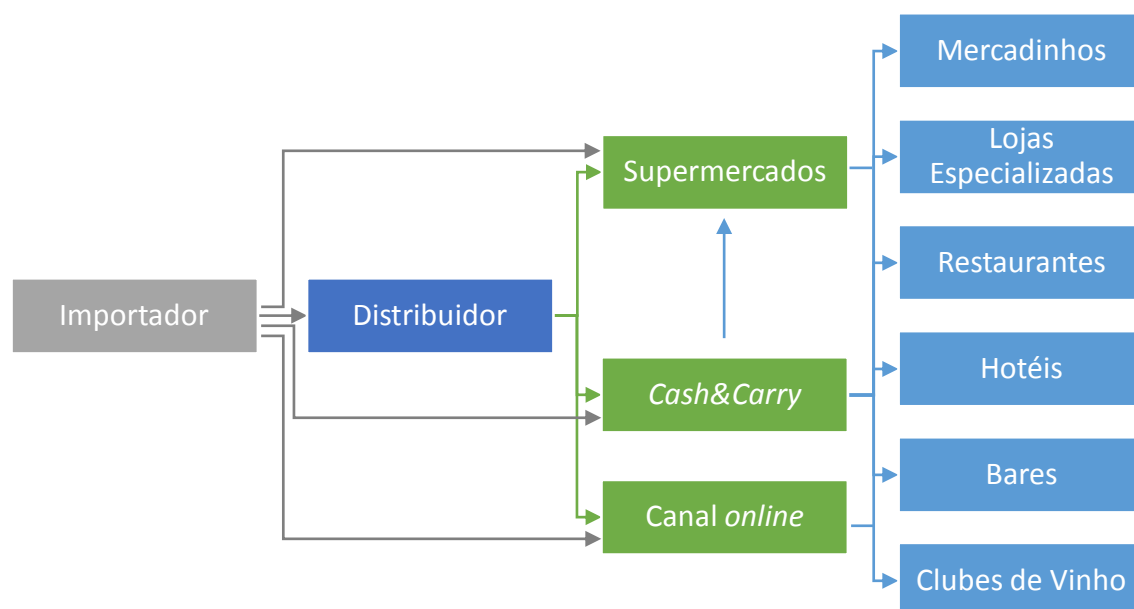 Mercadinhos
Lojas
Especializadas
Supermercados
Restaurantes
Importador
Distribuidor
Hotéis
Cash&Carry
Bares
Canal online
Clubes de Vinho